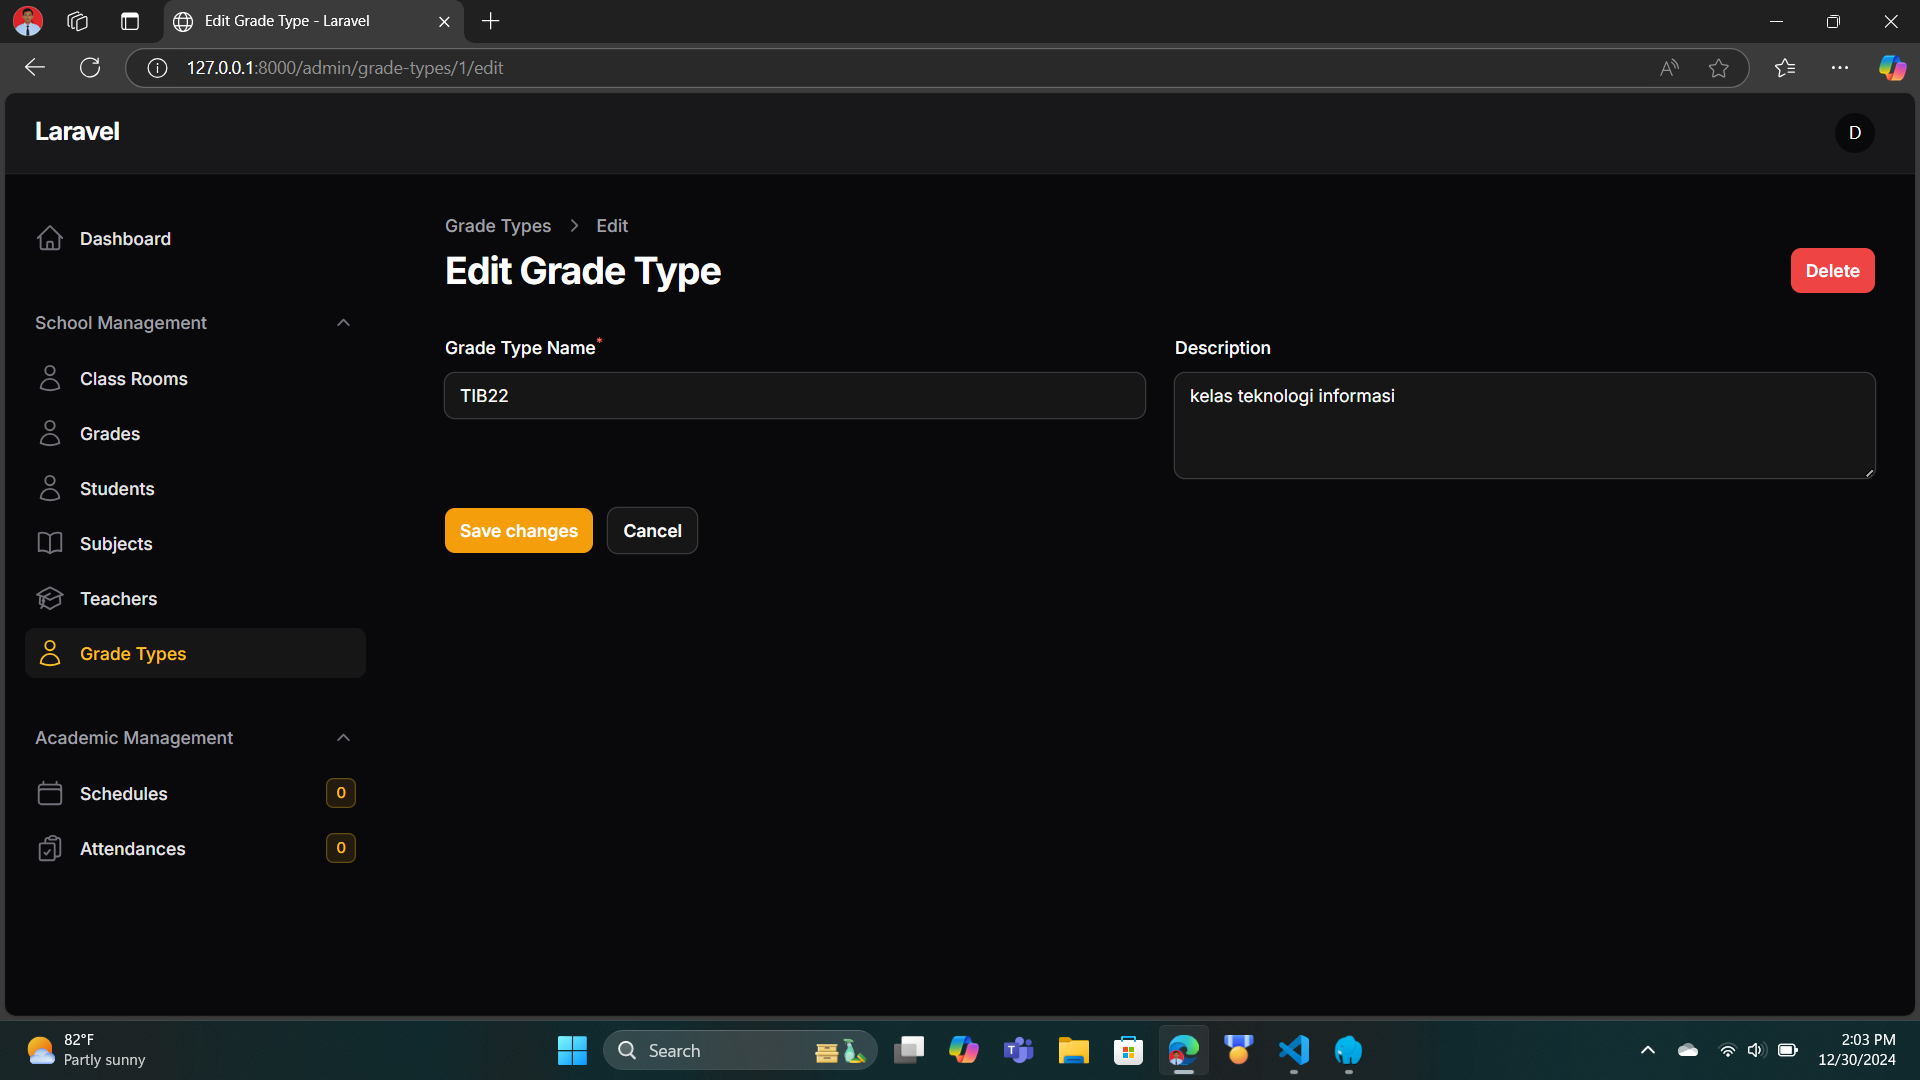 Edit Grade Type - Laravel
127.0.0.1:8000/admin/grade-types/1/edit
Laravel
D
Dashboard
School Management
Class Rooms
Grades
Students
Subjects
Teachers
Grade Types
Academic Management
Schedules 0
Attendances 0
Grade Types > Edit
Edit Grade Type
Delete
Grade Type Name*
TIB22
Description
kelas teknologi informasi
Save changes
Cancel
82°F
Partly sunny
Search
2:03 PM
12/30/2024